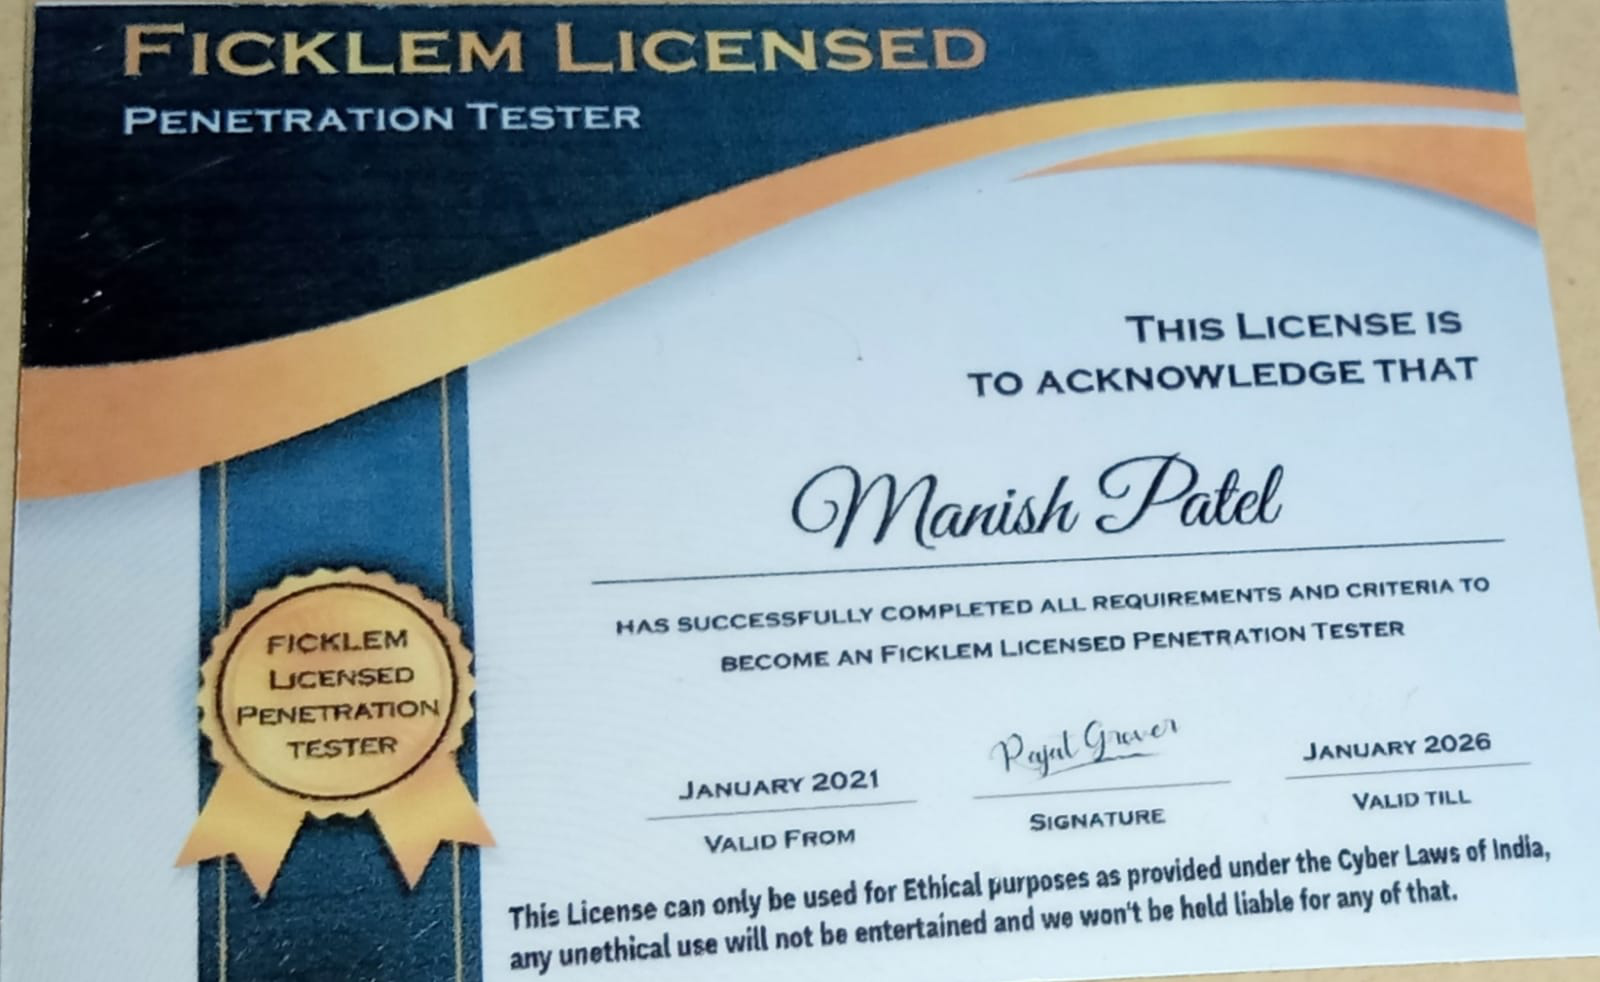 FICKLEM LICENSED
PENETRATION TESTER
THIS LICENSE IS
TO ACKNOWLEDGE THAT
Manish Patel
HAS SUCCESSFULLY COMPLETED ALL REQUIREMENTS AND CRITERIA TO
BECOME AN FICKLEM LICENSED PENETRATION TESTER
FICKLEM
LICENSED
PENETRATION
TESTER
JANUARY 2021
VALID FROM
Rajat Grover
SIGNATURE
JANUARY 2026
VALID TILL
This License can only be used for Ethical purposes as provided under the Cyber Laws of India,
any unethical use will not be entertained and we won't be held liable for any of that.